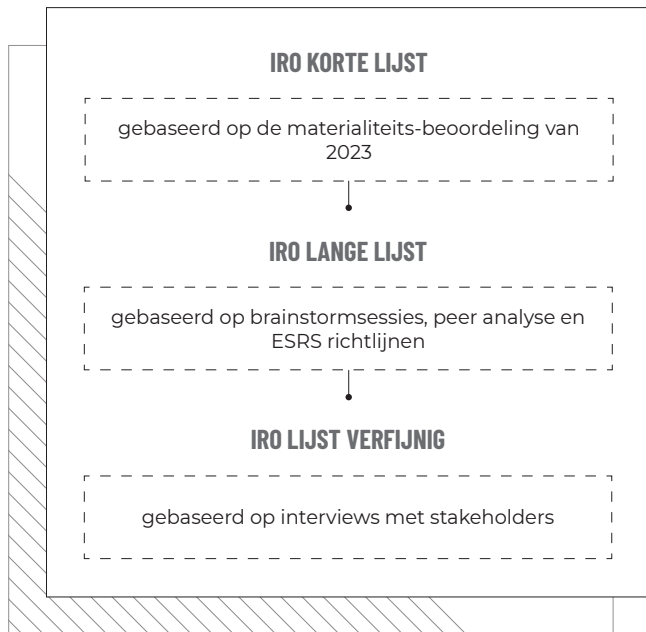 IRO KORTE LIJST
gebaseerd op de materialiteits-beoordeling van
2023
IRO LANGE LIJST
gebaseerd op brainstormsessies, peer analyse en
ESRS richtlijnen
IRO LIJST VERFIJNIG
gebaseerd op interviews met stakeholders